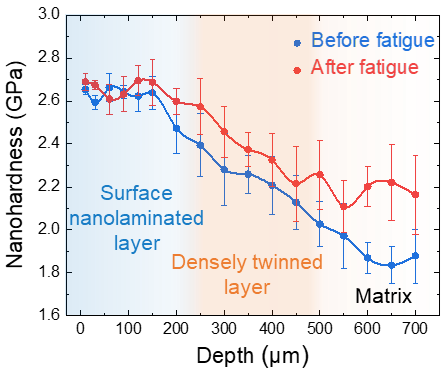 3.0
2.8
2.6
2.4
2.2
2.0
1.8
1.6
Nanohardness (GPa)
Before fatigue
After fatigue
Surface
nanolaminated
layer
Densely twinned
layer
Matrix
0 100 200 300 400 500 600 700
Depth (μm)